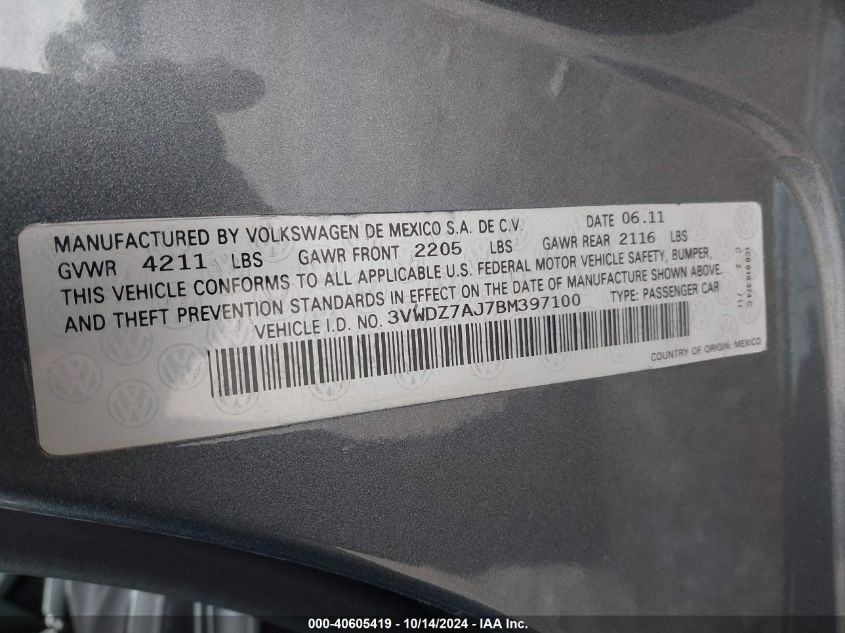 MANUFACTURED BY VOLKSWAGEN DE MEXICO S.A. DE C.V. DATE 06.11
GVWR 4211 LBS GAWR FRONT 2205 LBS GAWR REAR 2116 LBS
THIS VEHICLE CONFORMS TO ALL APPLICABLE U.S. FEDERAL MOTOR VEHICLE SAFETY, BUMPER,
AND THEFT PREVENTION STANDARDS IN EFFECT ON THE DATE OF MANUFACTURE SHOWN ABOVE.
VEHICLE I.D. NO. 3VWDZ7AJ7BM397100 TYPE: PASSENGER CAR
COUNTRY OF ORIGIN: MEXICO
000-40605419 - 10/14/2024 - IAA Inc.